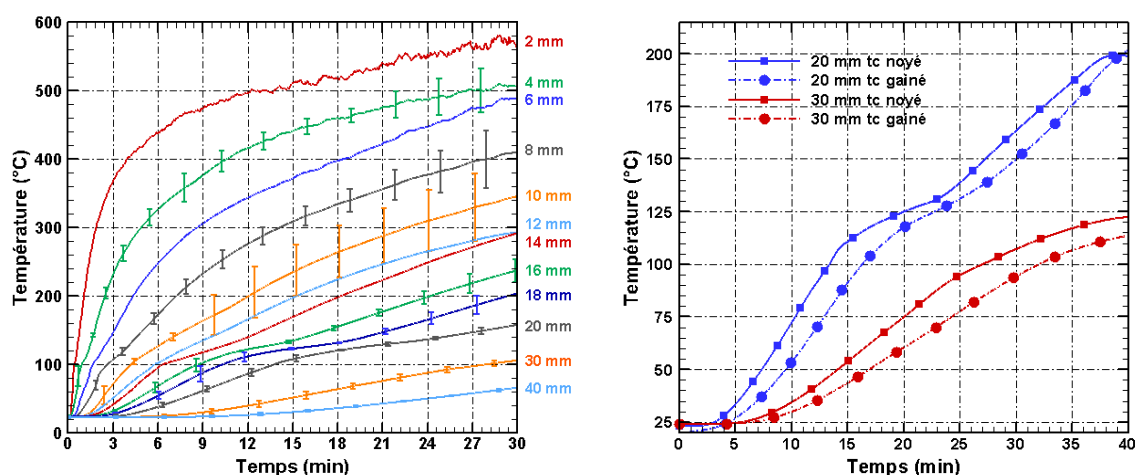 600
500
400
300
200
100
0
Température (°C)
0 3 6 9 12 15 18 21 24 27 30
Temps (min)
2 mm
4 mm
6 mm
8 mm
10 mm
12 mm
14 mm
16 mm
18 mm
20 mm
30 mm
40 mm
200
175
150
125
100
75
50
25
Température (°C)
0 5 10 15 20 25 30 35 40
Temps (min)
20 mm tc noyé
20 mm tc gainé
30 mm tc noyé
30 mm tc gainé